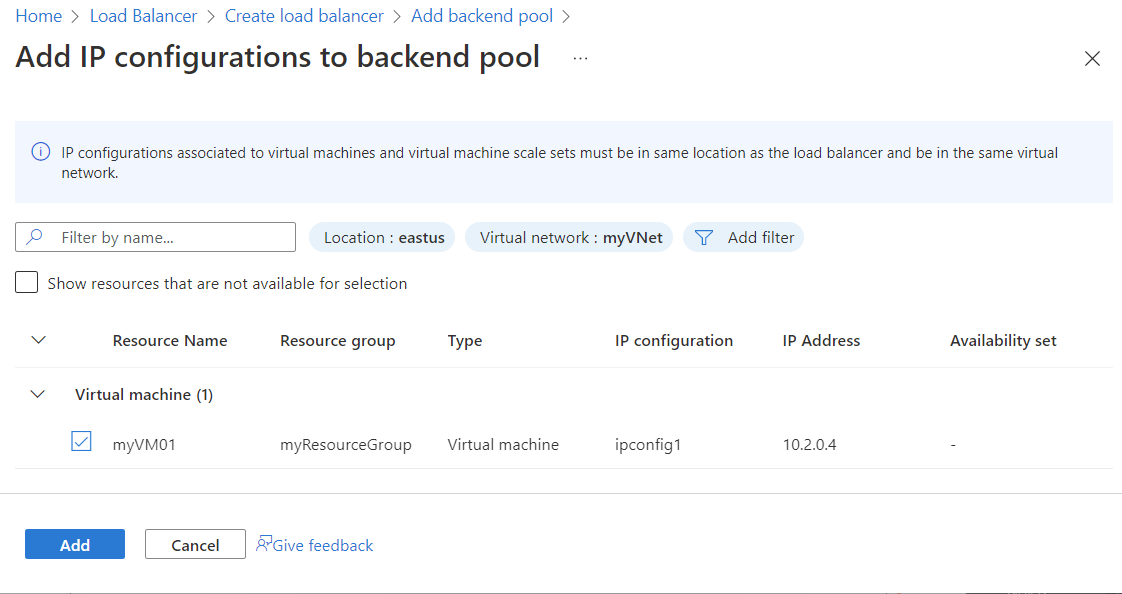 Home > Load Balancer > Create load balancer > Add backend pool >
Add IP configurations to backend pool ...
IP configurations associated to virtual machines and virtual machine scale sets must be in same location as the load balancer and be in the same virtual
network.
Filter by name... Location : eastus Virtual network : myVNet Add filter
Show resources that are not available for selection
Resource Name Resource group Type IP configuration IP Address Availability set
Virtual machine (1)
myVM01 myResourceGroup Virtual machine ipconfig1 10.2.0.4 -
Add Cancel Give feedback